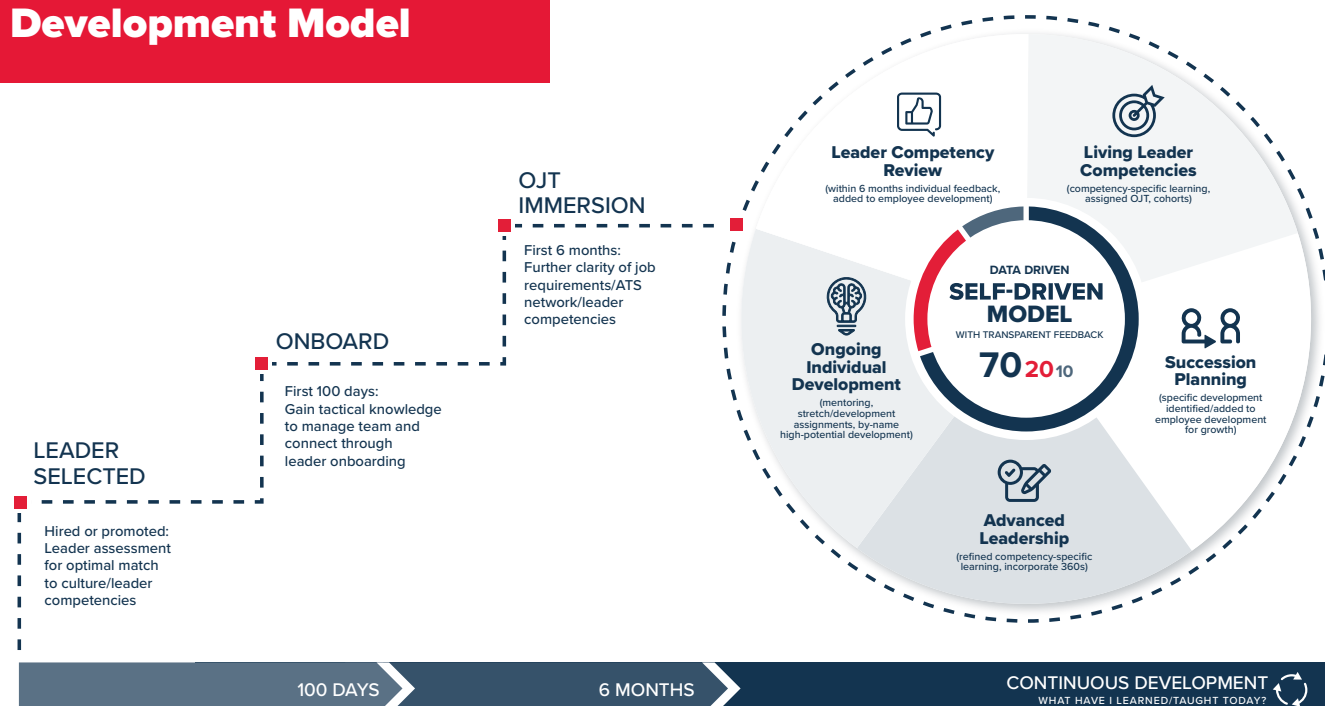 Development Model
LEADER
SELECTED
Hired or promoted:
Leader assessment
for optimal match
to culture/leader
competencies
ONBOARD
First 100 days:
Gain tactical knowledge
to manage team and
connect through
leader onboarding
OJT
IMMERSION
First 6 months:
Further clarity of job
requirements/ATS
network/leader
competencies
Leader Competency
Review
(within 6 months individual feedback,
added to employee development)
Living Leader
Competencies
(competency-specific learning,
assigned OJT, cohorts)
Succession
Planning
(specific development
identified/added to
employee development
for growth)
Advanced
Leadership
(refined competency-specific
learning, incorporate 360s)
Ongoing
Individual
Development
(mentoring,
stretch/development
assignments, by-name
high-potential development)
DATA DRIVEN
SELF-DRIVEN
MODEL
WITH TRANSPARENT FEEDBACK
70 20 10
100 DAYS
6 MONTHS
CONTINUOUS DEVELOPMENT
WHAT HAVE I LEARNED/TAUGHT TODAY?